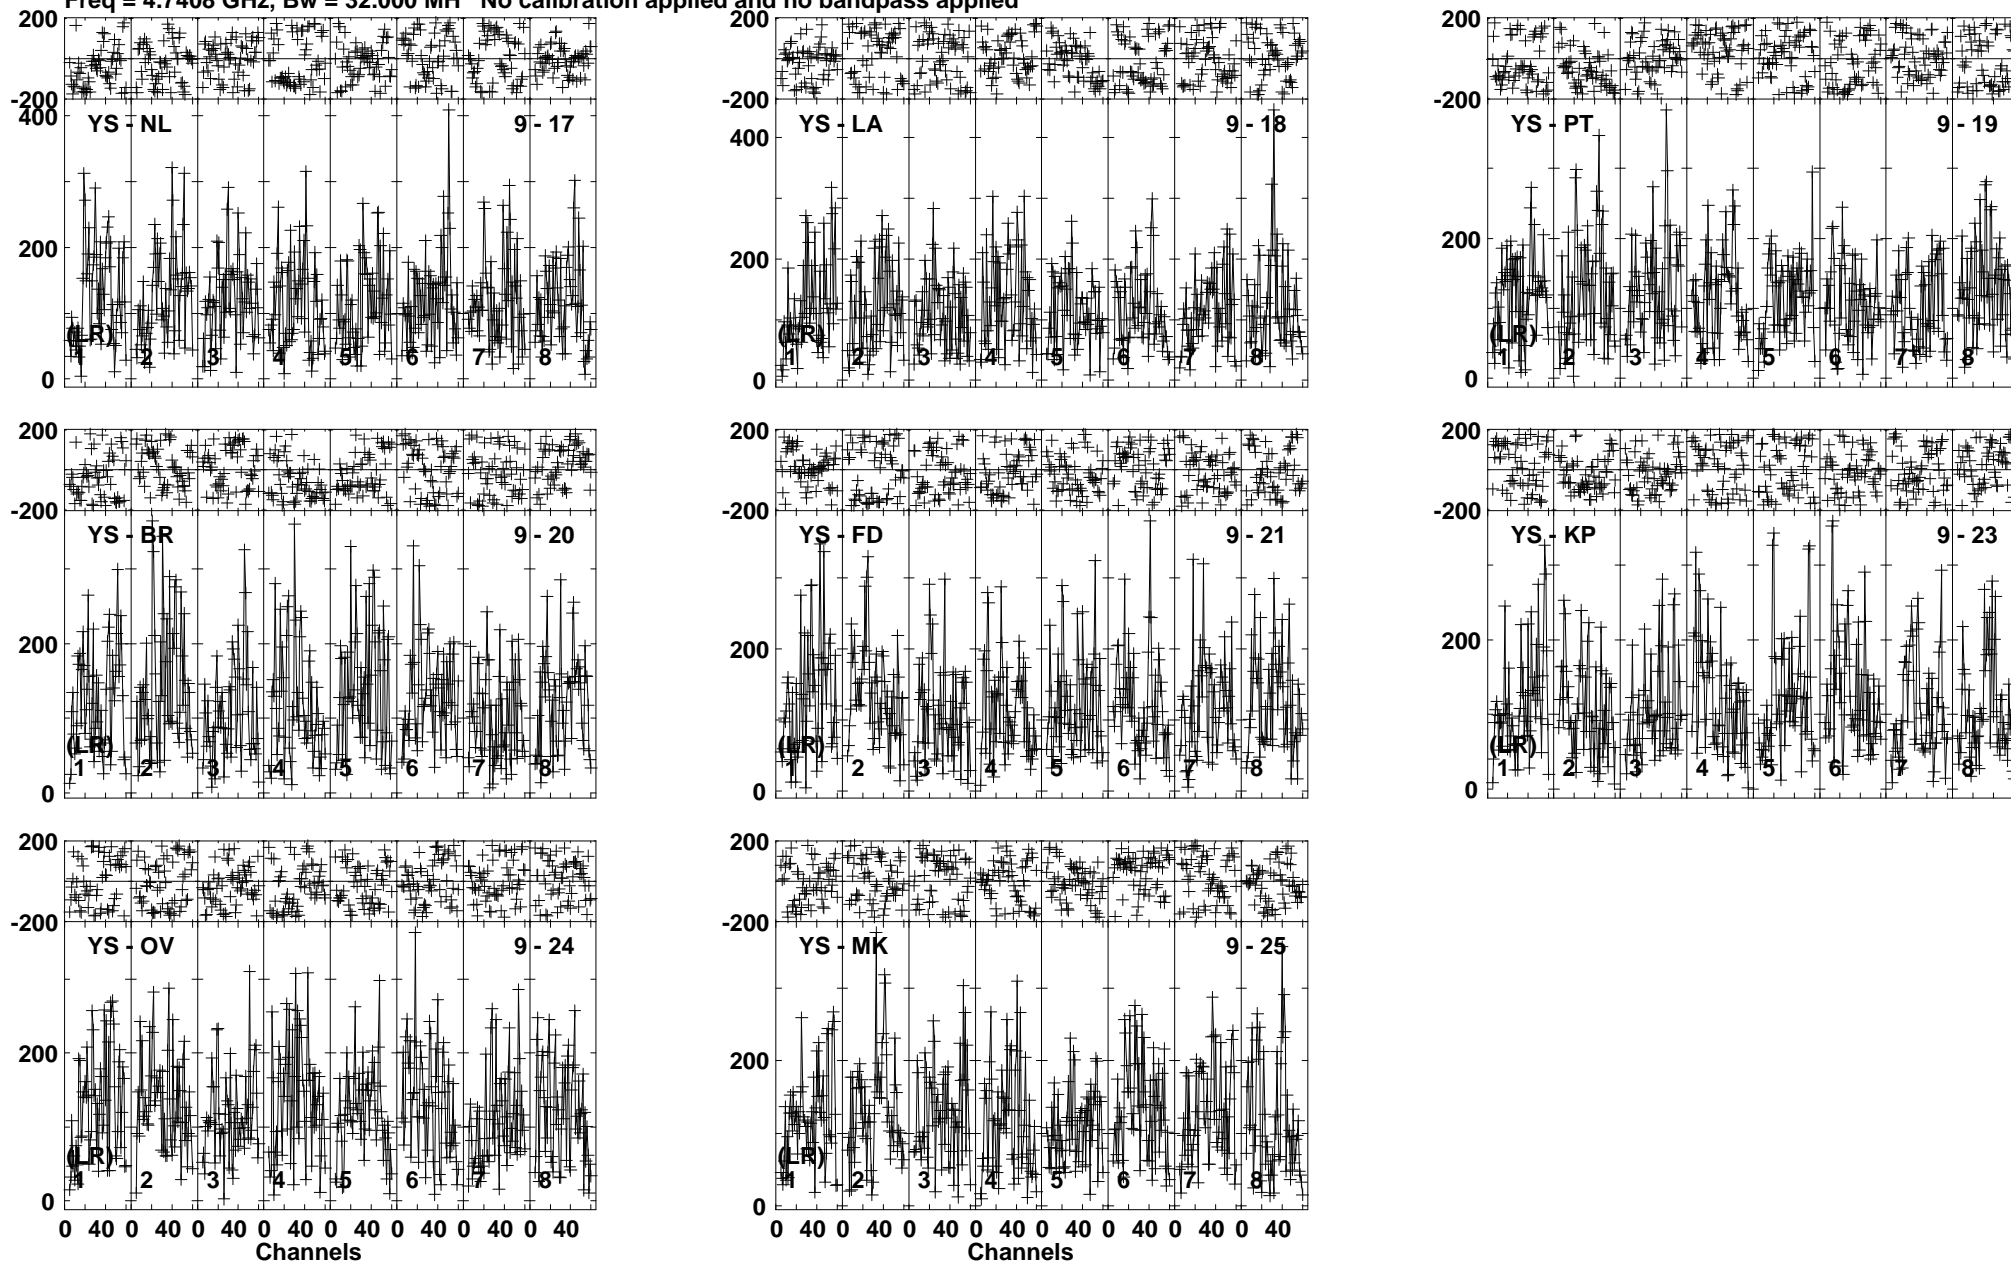 Freq = 4.7408 GHz, Bw = 32.000 MH No calibration applied and no bandpass applied
200 200 200
-200 -200 -200
400 YS - NL 9 - 17 YS - LA 9 - 18 YS - PT 9 - 19
400
200 200 200
(LR) (LR) (LR)
1 2 3 4 5 6 7 8 1 2 3 4 5 6 7 8 1 2 3 4 5 6 7 8
0 0 0
200 200 200
-200 -200 -200
YS - BR 9 - 20 YS - FD 9 - 21 YS - KP 9 - 23
200 200 200
(LR) (LR) (LR)
1 2 3 4 5 6 7 8 1 2 3 4 5 6 7 8 1 2 3 4 5 6 7 8
0 0 0
200 200
-200 -200
YS - OV 9 - 24 YS - MK 9 - 25
200 200
(LR) (LR)
1 2 3 4 5 6 7 8 1 2 3 4 5 6 7 8
0 0
0 40 0 40 0 40 0 40 0 40 0 40 0 40 0 40 0 40 0 40 0 40 0 40 0 40 0 40 0 40 0 40
Channels Channels